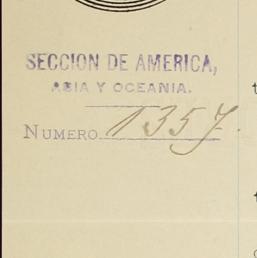 SECCION DE AMERICA,
ASIA Y OCEANIA.
NUMERO 1357.